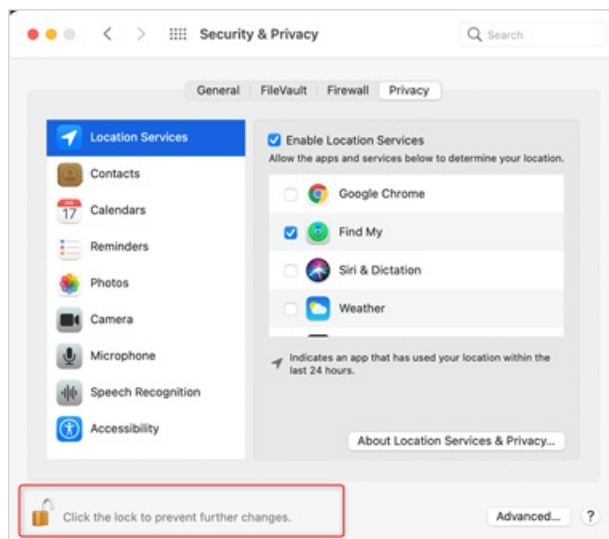 Security & Privacy
Search
General FileVault Firewall Privacy
Location Services
Contacts
17
Calendars
Reminders
Photos
Camera
Microphone
Speech Recognition
Accessibility
Enable Location Services
Allow the apps and services below to determine your location.
Google Chrome
Find My
Siri & Dictation
Weather
Indicates an app that has used your location within the
last 24 hours.
About Location Services & Privacy...
Click the lock to prevent further changes.
Advanced...
?